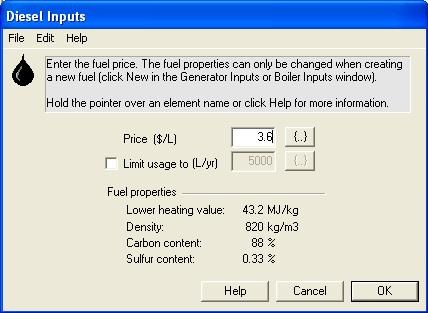 Diesel Inputs
File Edit Help
Enter the fuel price. The fuel properties can only be changed when creating
a new fuel (click New in the Generator Inputs or Boiler Inputs window).
Hold the pointer over an element name or click Help for more information.
Price ($/L) 3.6 {..}
Limit usage to (L/yr) 5000 {..}
Fuel properties
Lower heating value: 43.2 MJ/kg
Density: 820 kg/m3
Carbon content: 88 %
Sulfur content: 0.33 %
Help Cancel OK